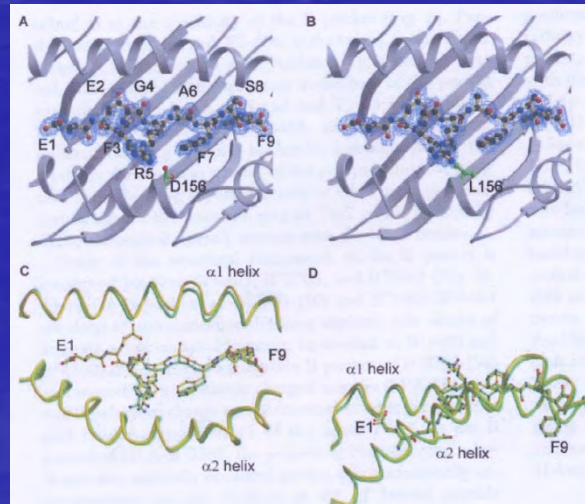 A
E2 G4 A6 S8
E1 F3 R5 F7 F9
D156
B
L156
C
α1 helix
E1
F9
α2 helix
D
α1 helix
E1
F9
α2 helix